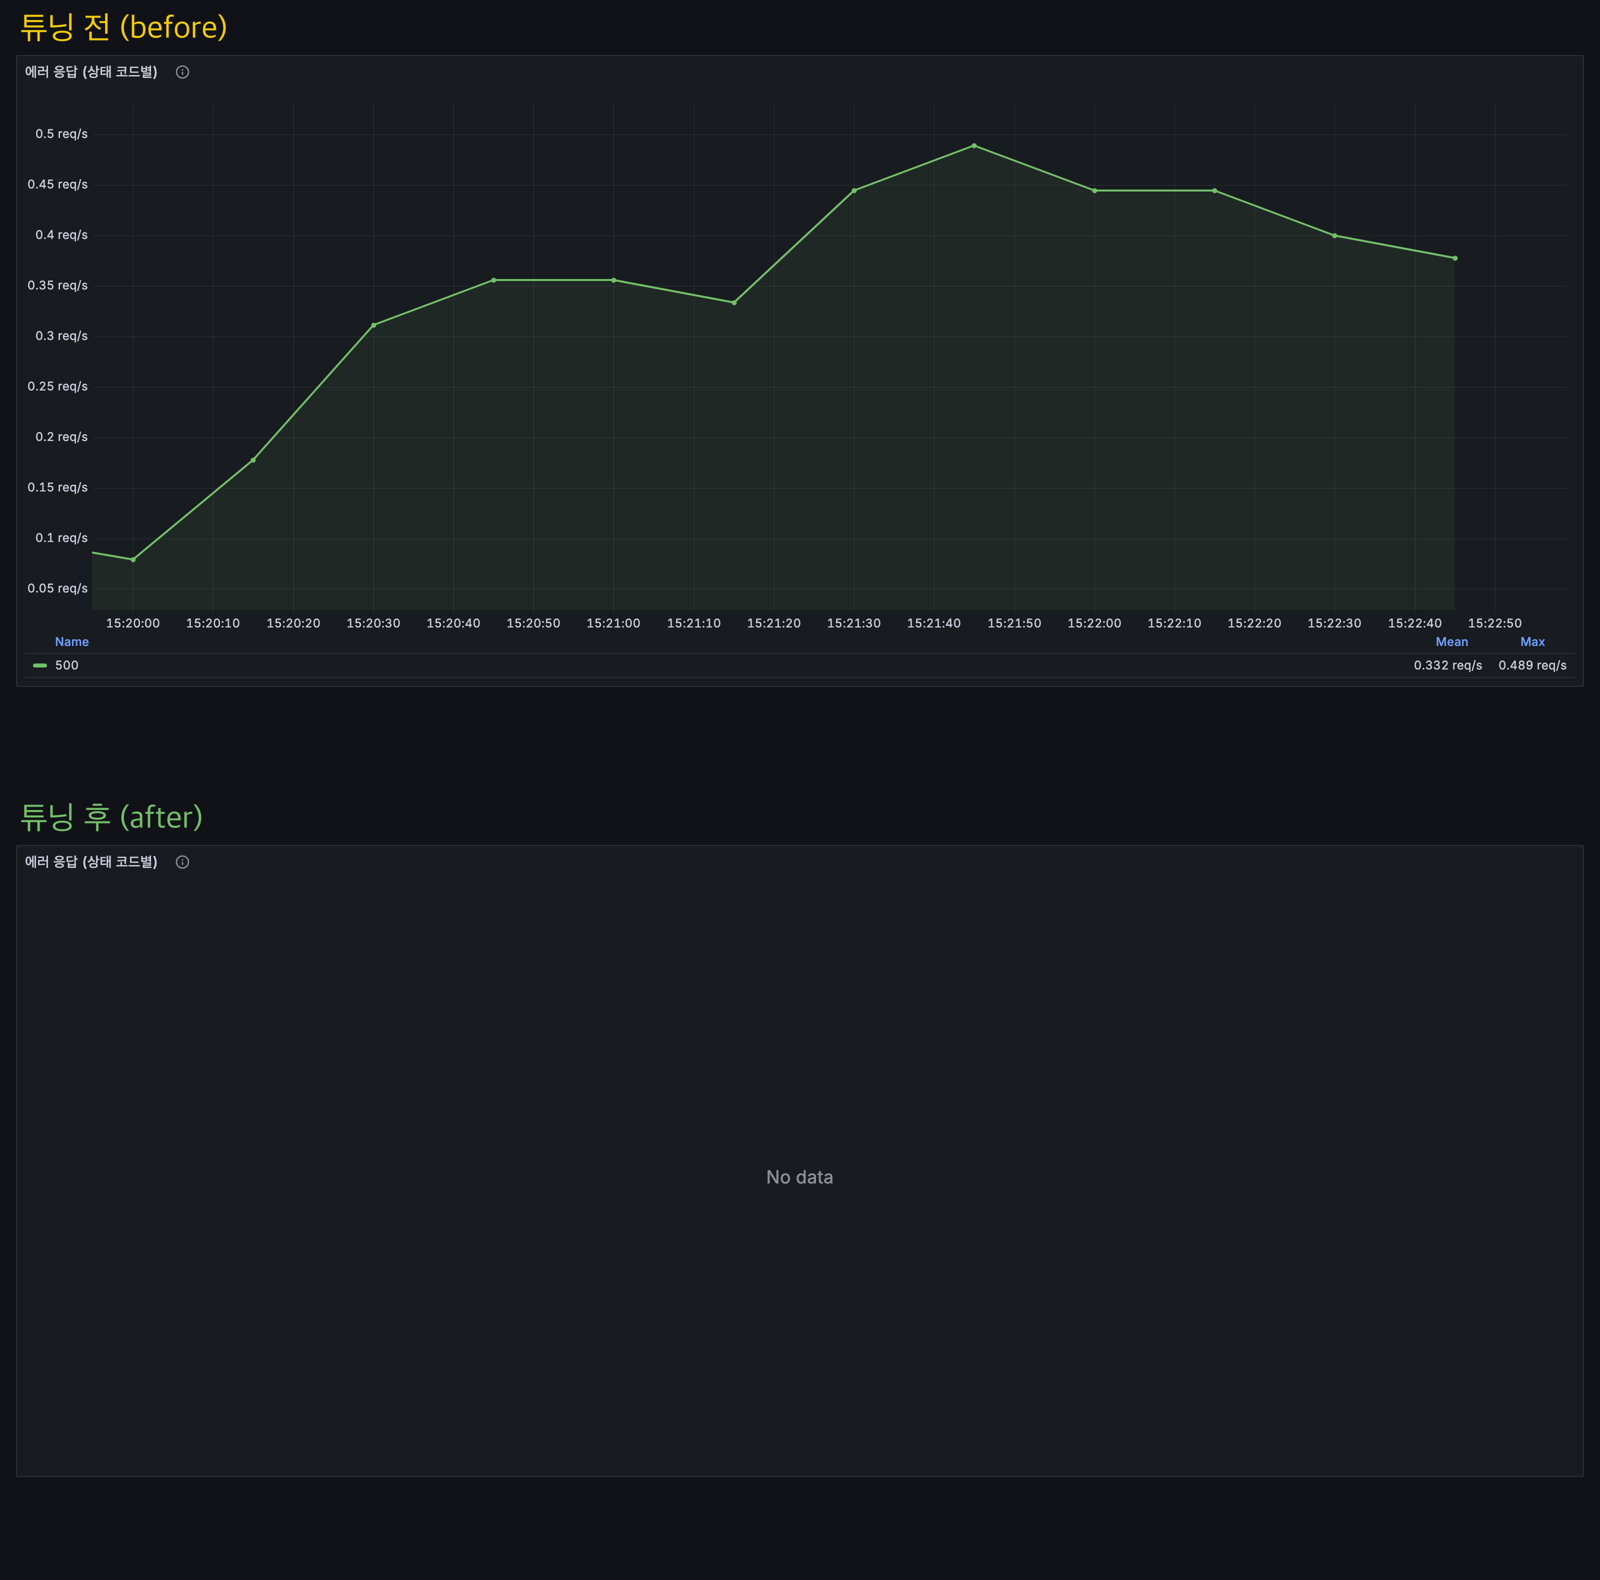 튜닝 전 (before)
에러 응답 (상태 코드별)
0.5 req/s
0.45 req/s
0.4 req/s
0.35 req/s
0.3 req/s
0.25 req/s
0.2 req/s
0.15 req/s
0.1 req/s
0.05 req/s
15:20:00 15:20:10 15:20:20 15:20:30 15:20:40 15:20:50 15:21:00 15:21:10 15:21:20 15:21:30 15:21:40 15:21:50 15:22:00 15:22:10 15:22:20 15:22:30 15:22:40 15:22:50
Name Mean Max
500 0.332 req/s 0.489 req/s
튜닝 후 (after)
에러 응답 (상태 코드별)
No data